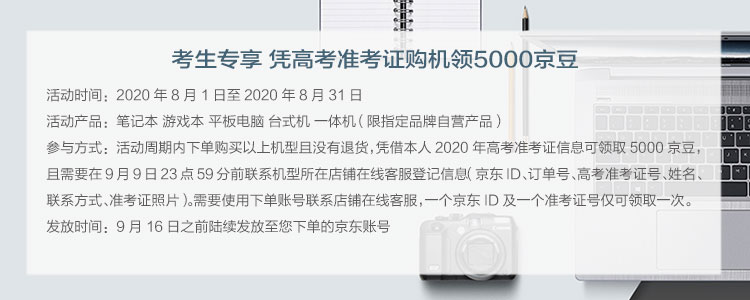 考生专享 凭高考准考证购机领5000京豆
活动时间：2020 年 8 月 1 日至 2020 年 8 月 31 日
活动产品：笔记本 游戏本 平板电脑 台式机 一体机（限指定品牌自营产品）
参与方式：活动周期内下单购买以上机型且没有退货，凭借本人 2020 年高考准考证信息可领取 5000 京豆，
且需要在 9 月 9 日 23 点 59 分前联系机型所在店铺在线客服登记信息（京东 ID、订单号、高考准考证号、姓名、
联系方式、准考证照片）。需要使用下单账号联系店铺在线客服，一个京东 ID 及一个准考证号仅可领取一次。
发放时间：9 月 16 日之前陆续发放至您下单的京东账号